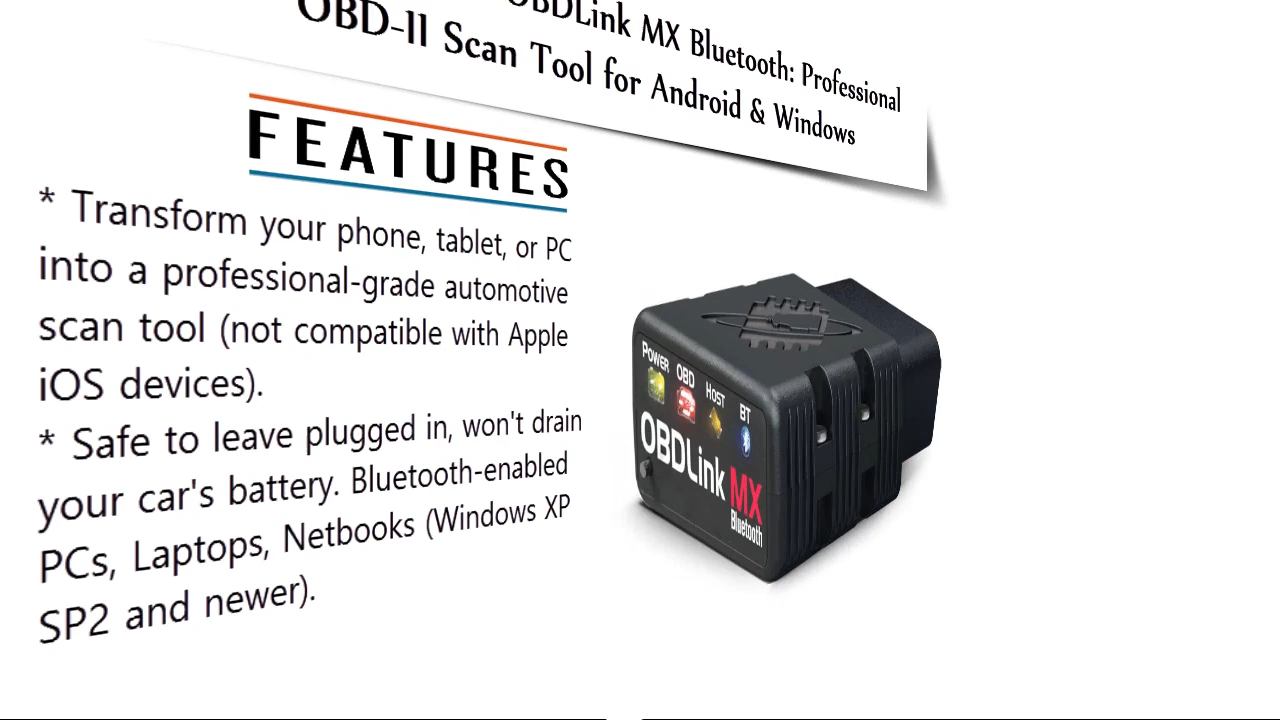 OBDLink MX Bluetooth: Professional
OBD-II Scan Tool for Android & Windows
FEATURES
* Transform your phone, tablet, or PC
into a professional-grade automotive
scan tool (not compatible with Apple
iOS devices).
* Safe to leave plugged in, won't drain
your car's battery. Bluetooth-enabled
PCs, Laptops, Netbooks (Windows XP
SP2 and newer).
POWER OBD HOST BT
OBDLink MX
Bluetooth